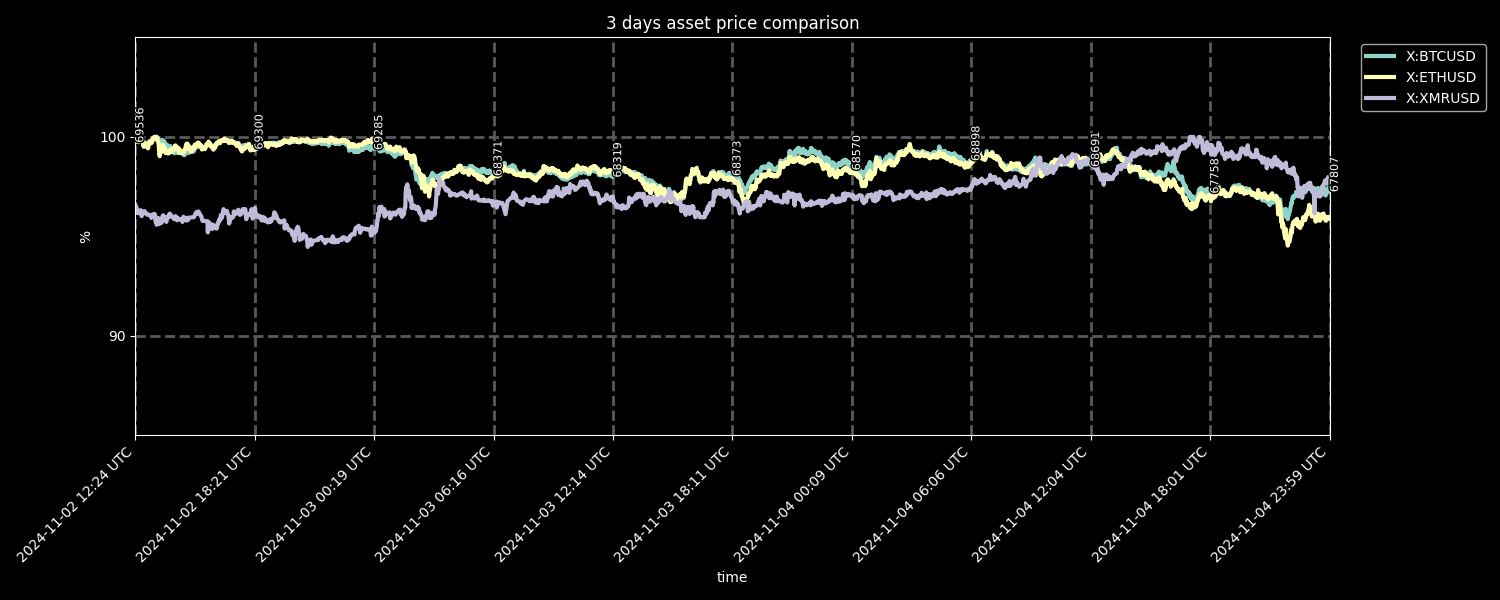 3 days asset price comparison
X:BTCUSD
X:ETHUSD
X:XMRUSD
100
90
%
69536
69300
69285
68371
68319
68373
68570
68898
68691
67758
67807
2024-11-02 12:24 UTC
2024-11-02 18:21 UTC
2024-11-03 00:19 UTC
2024-11-03 06:16 UTC
2024-11-03 12:14 UTC
2024-11-03 18:11 UTC
2024-11-04 00:09 UTC
2024-11-04 06:06 UTC
2024-11-04 12:04 UTC
2024-11-04 18:01 UTC
2024-11-04 23:59 UTC
time